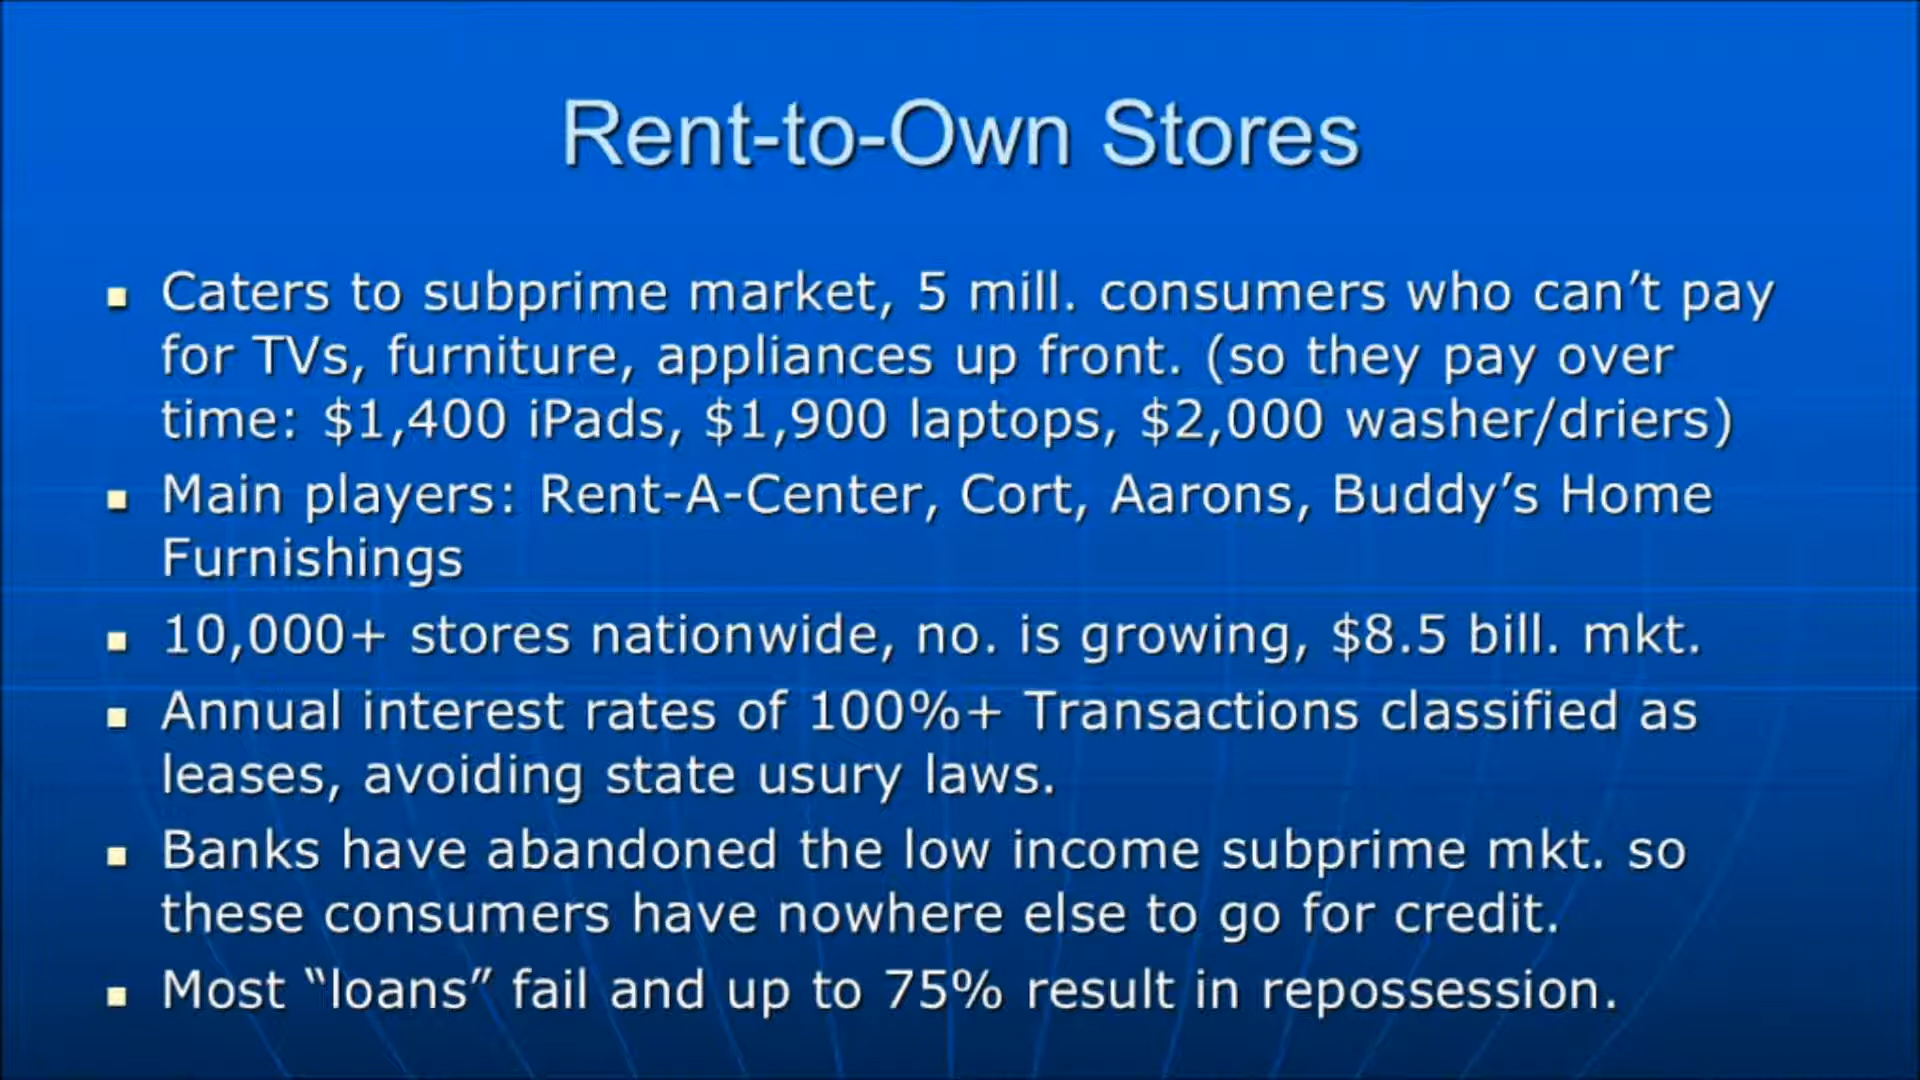 Rent-to-Own Stores
Caters to subprime market, 5 mill. consumers who can’t pay
for TVs, furniture, appliances up front. (so they pay over
time: $1,400 iPads, $1,900 laptops, $2,000 washer/driers)
Main players: Rent-A-Center, Cort, Aarons, Buddy’s Home
Furnishings
10,000+ stores nationwide, no. is growing, $8.5 bill. mkt.
Annual interest rates of 100%+ Transactions classified as
leases, avoiding state usury laws.
Banks have abandoned the low income subprime mkt. so
these consumers have nowhere else to go for credit.
Most “loans” fail and up to 75% result in repossession.